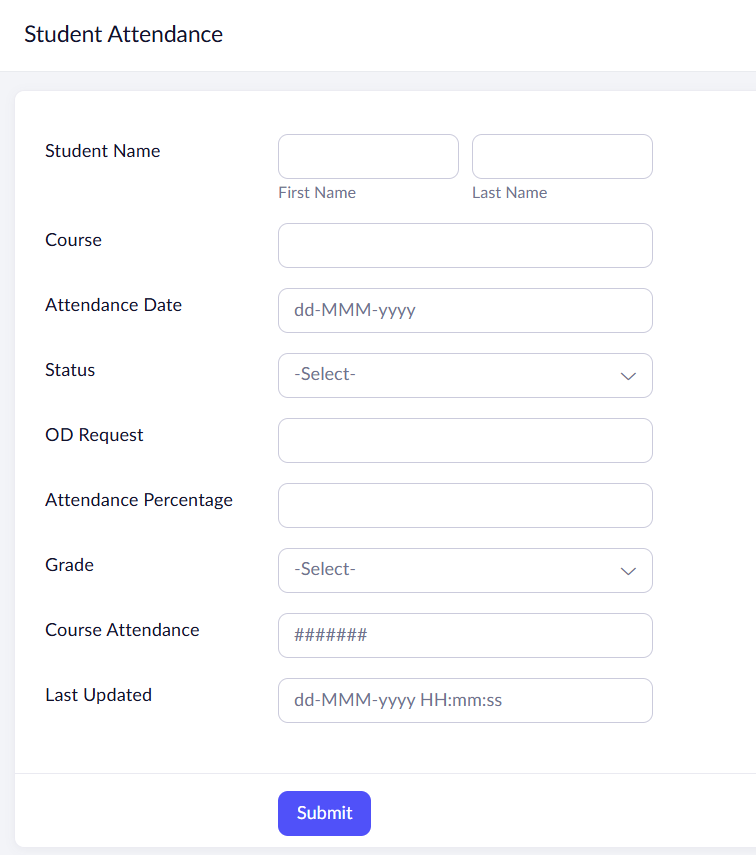 Student Attendance
Student Name
First Name Last Name
Course
Attendance Date dd-MMM-yyyy
Status -Select-
OD Request
Attendance Percentage
Grade -Select-
Course Attendance #######
Last Updated dd-MMM-yyyy HH:mm:ss
Submit